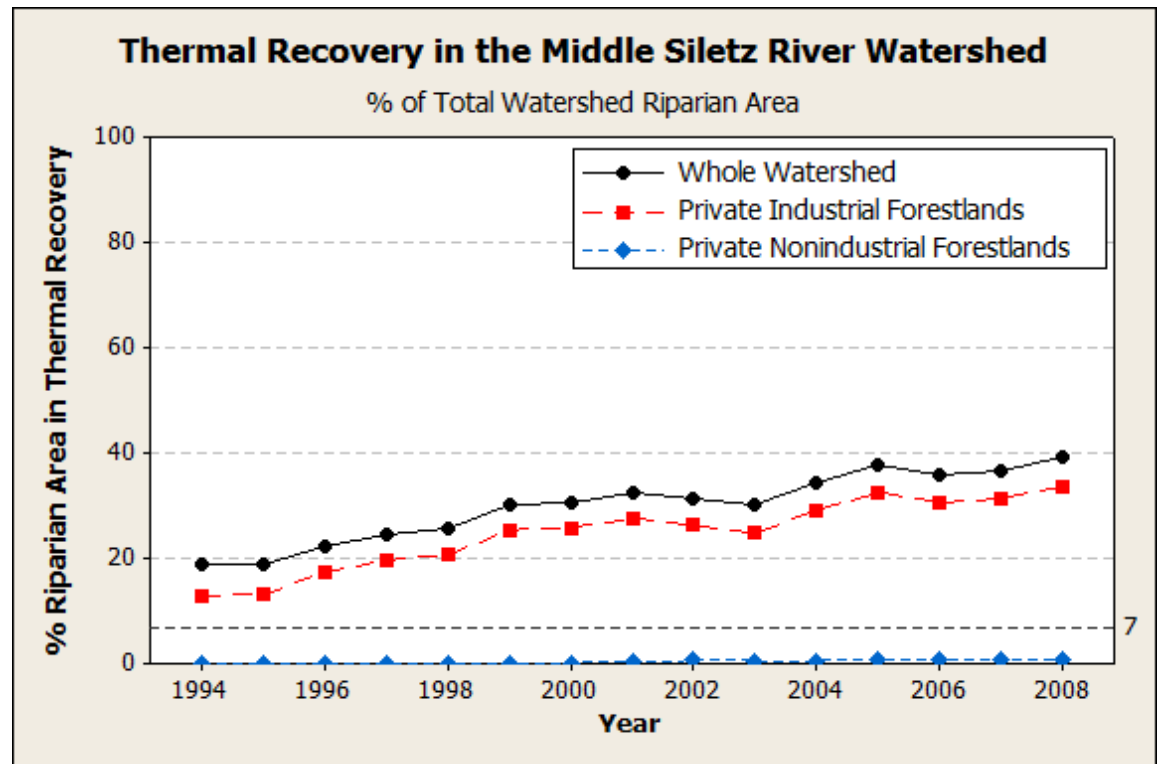 Thermal Recovery in the Middle Siletz River Watershed
% of Total Watershed Riparian Area
% Riparian Area in Thermal Recovery
100
80
60
40
20
0
Whole Watershed
Private Industrial Forestlands
Private Nonindustrial Forestlands
7
1994 1996 1998 2000 2002 2004 2006 2008
Year